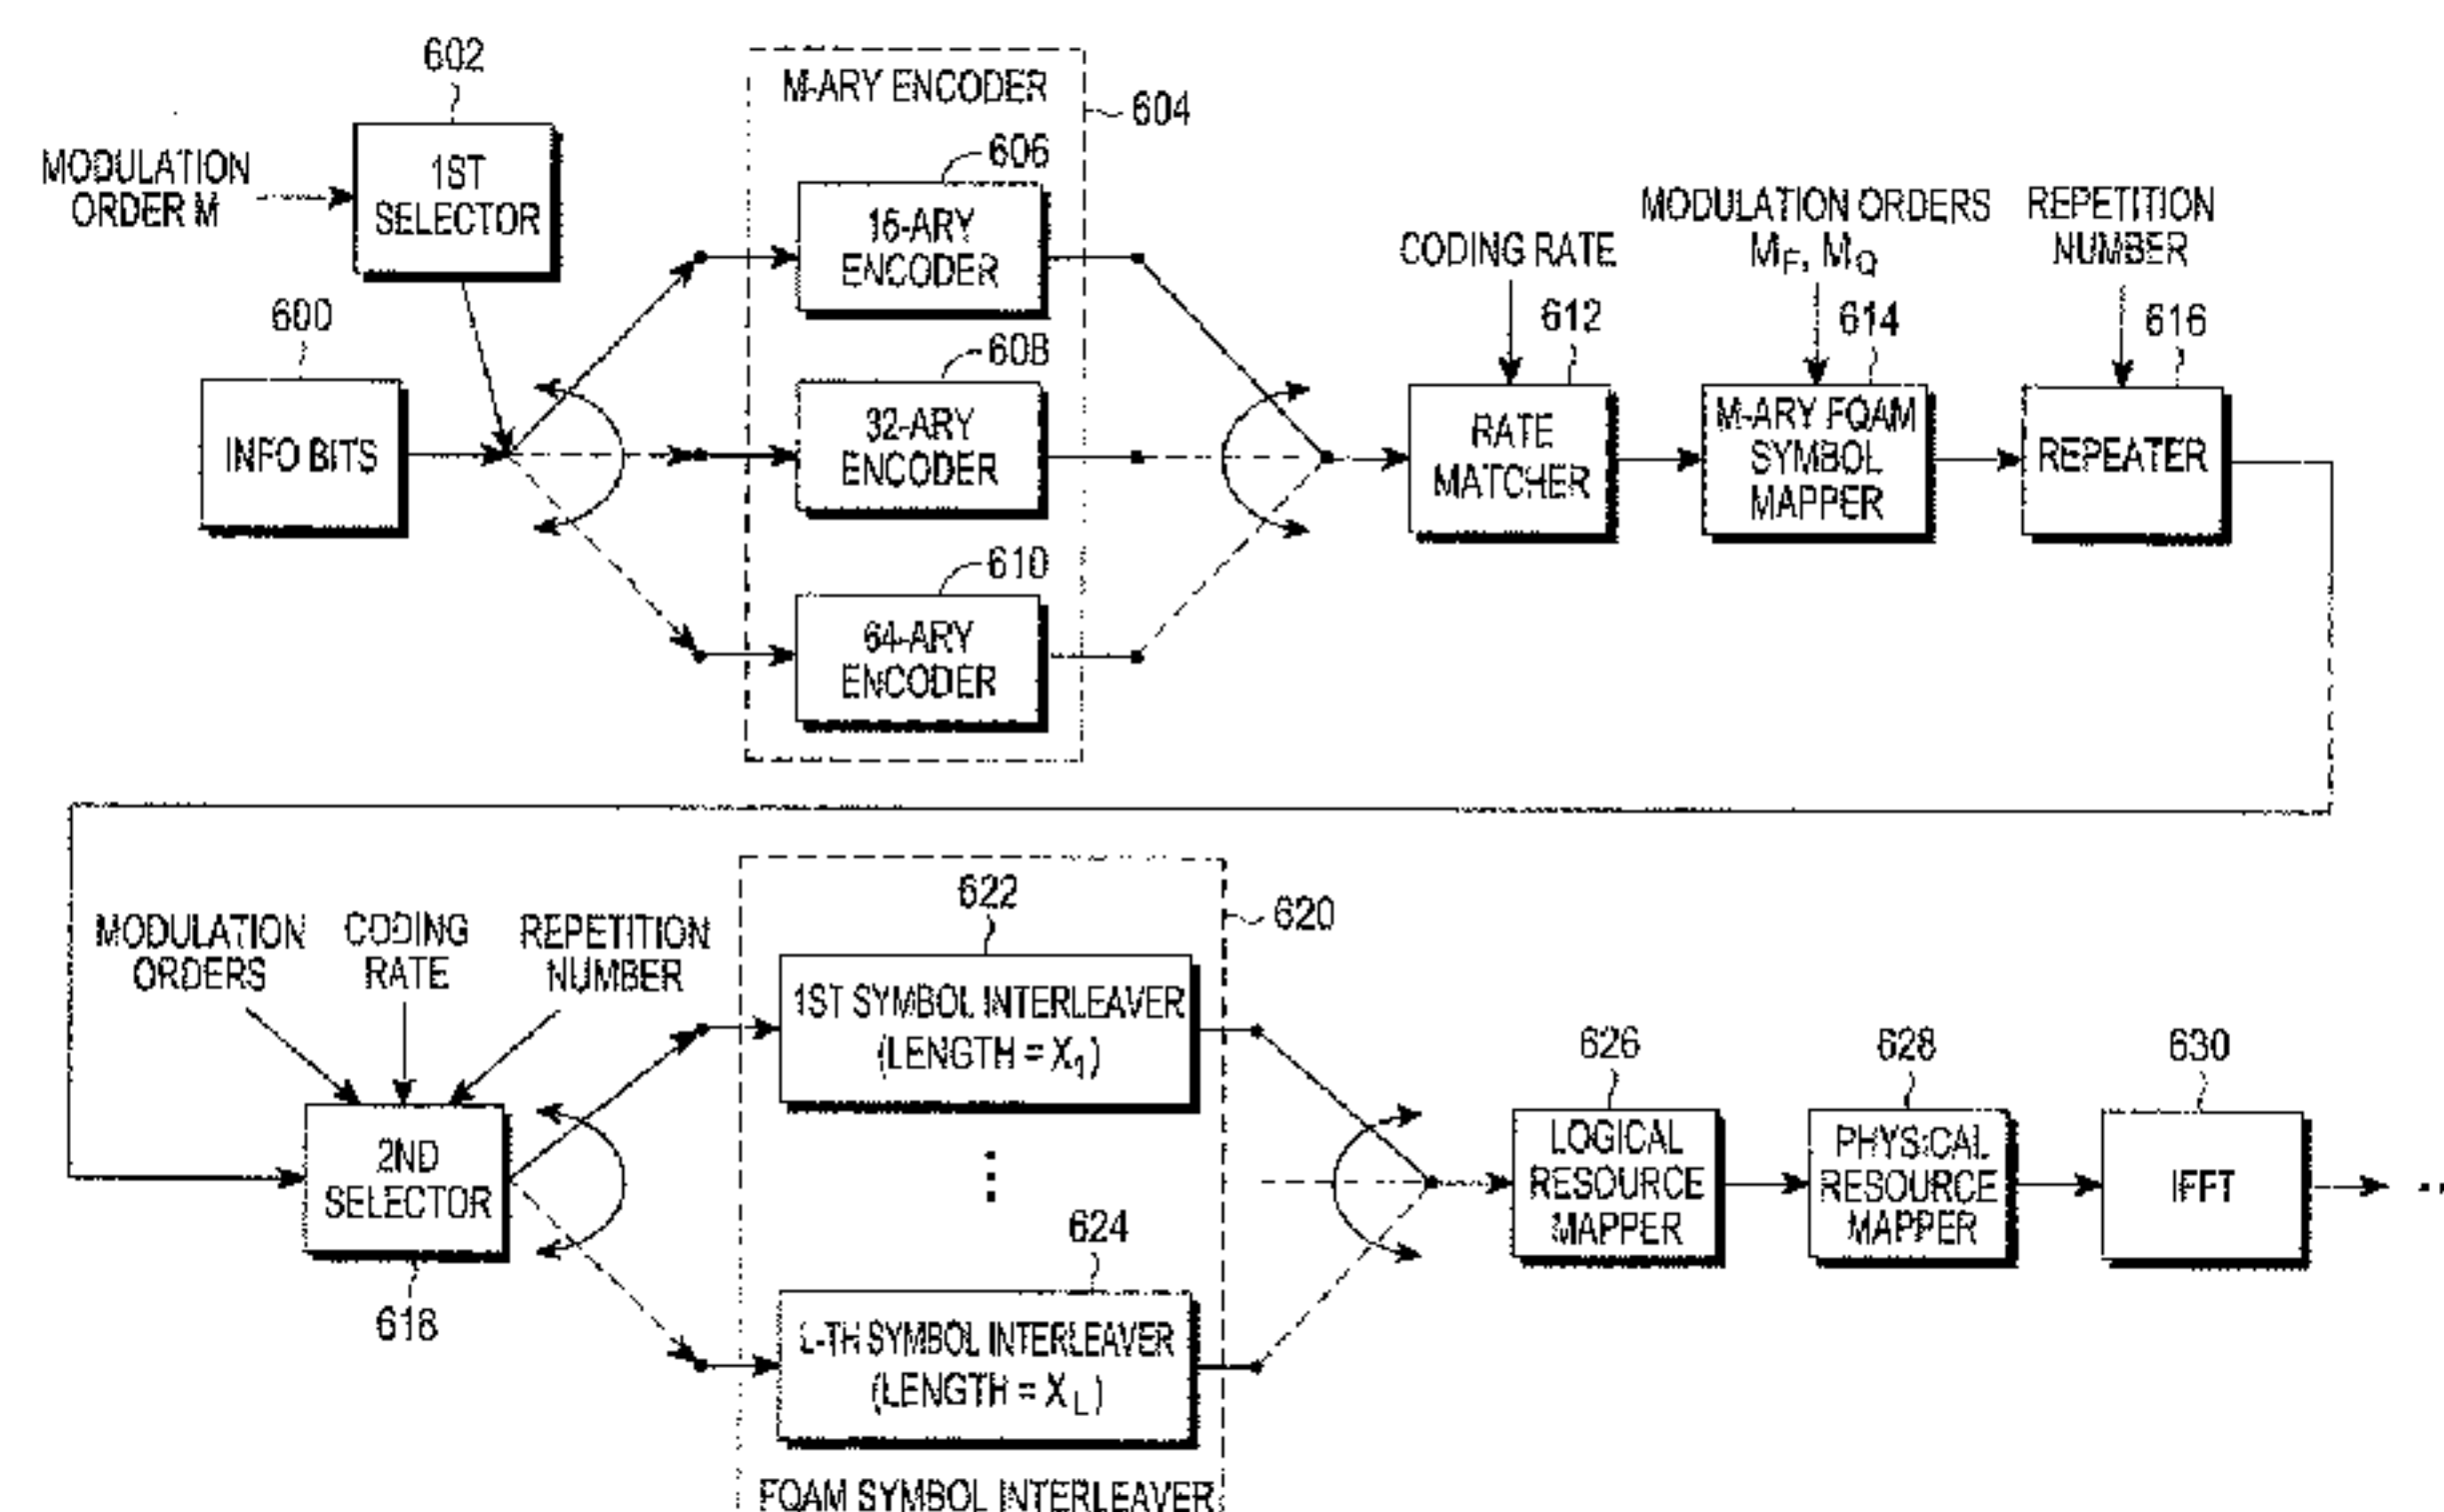 602
M-ARY ENCODER
604
MODULATION
ORDER M
1ST
SELECTOR
606
16-ARY
ENCODER
MODULATION ORDERS
MF, MQ
REPETITION
NUMBER
CODING RATE
600
612
614
616
608
INFO BITS
32-ARY
ENCODER
RATE
MATCHER
M-ARY FQAM
SYMBOL
MAPPER
REPEATER
610
64-ARY
ENCODER
622
620
MODULATION
ORDERS
CODING
RATE
REPETITION
NUMBER
1ST SYMBOL INTERLEAVER
(LENGTH = X1)
626
628
630
2ND
SELECTOR
LOGICAL
RESOURCE
MAPPER
PHYSICAL
RESOURCE
MAPPER
IFFT
624
618
L-TH SYMBOL INTERLEAVER
(LENGTH = XL)
FQAM SYMBOL INTERLEAVER